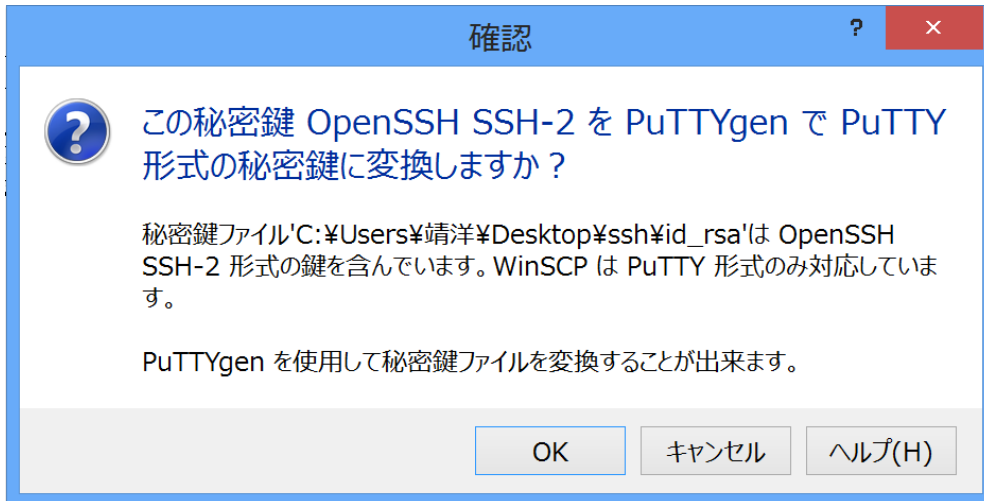 確認
?
×
この秘密鍵 OpenSSH SSH-2 を PuTTYgen で PuTTY
形式の秘密鍵に変換しますか？
秘密鍵ファイル'C:¥Users¥靖洋¥Desktop¥ssh¥id_rsa'は OpenSSH
SSH-2 形式の鍵を含んでいます。WinSCP は PuTTY 形式のみ対応していま
す。
PuTTYgen を使用して秘密鍵ファイルを変換することが出来ます。
OK
キャンセル
ヘルプ(H)